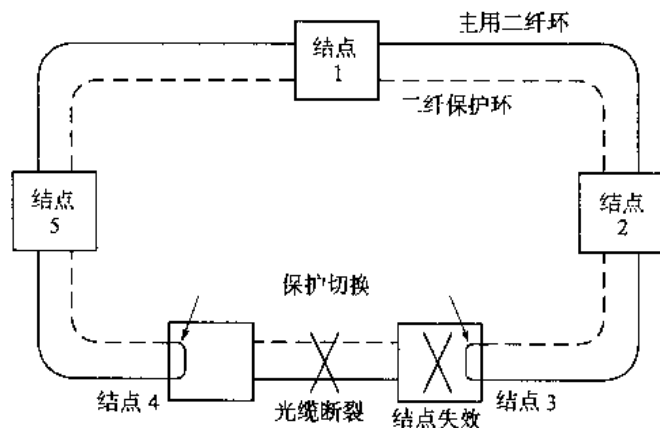 主用二纤环
结点
1
二纤保护环
结点
5
结点
2
保护切换
结点 4
光缆断裂
结点失效
结点 3